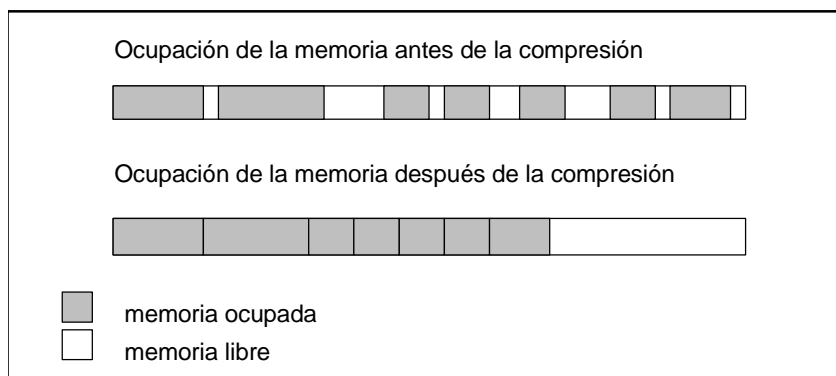 Ocupación de la memoria antes de la compresión
Ocupación de la memoria después de la compresión
memoria ocupada
memoria libre